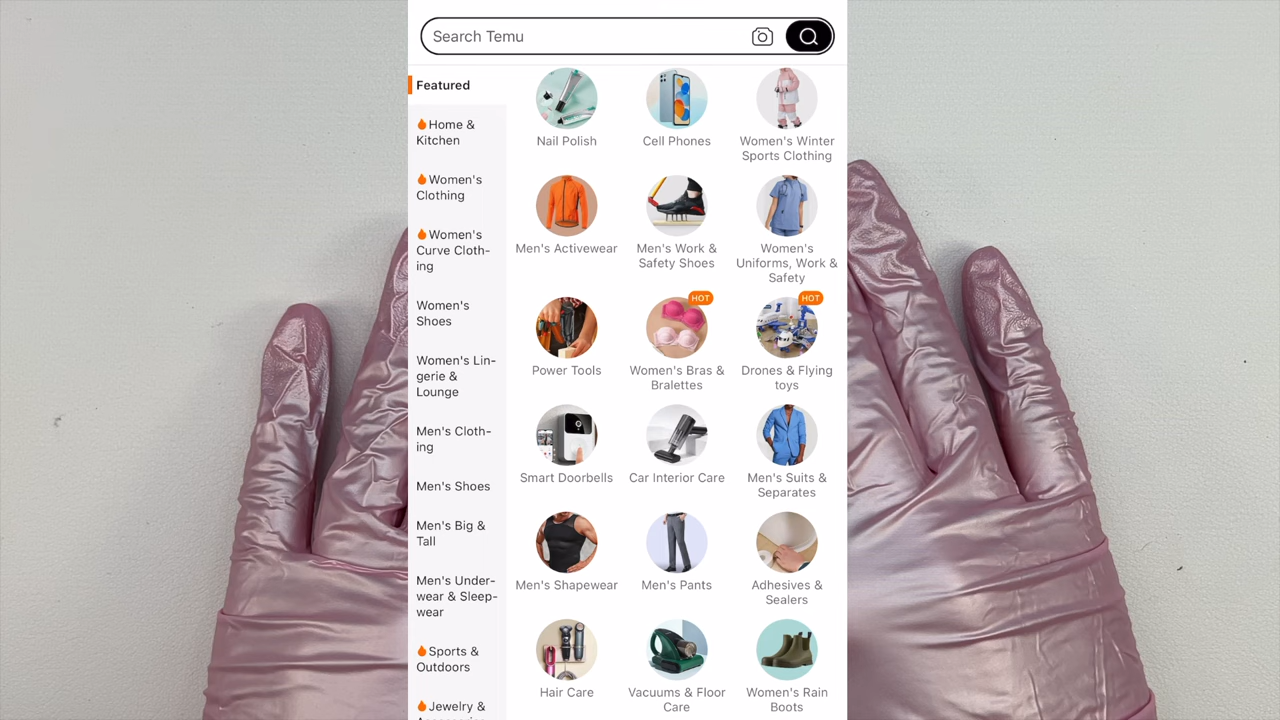 Search Temu
Featured
Home &
Kitchen
Women's
Clothing
Women's
Curve Cloth-
ing
Women's
Shoes
Women's Lin-
gerie &
Lounge
Men's Cloth-
ing
Men's Shoes
Men's Big &
Tall
Men's Under-
wear & Sleep-
wear
Sports &
Outdoors
Jewelry &
Nail Polish
Cell Phones
Women's Winter
Sports Clothing
Men's Activewear
Men's Work &
Safety Shoes
Women's
Uniforms, Work &
Safety
Power Tools
HOT
Women's Bras &
Bralettes
HOT
Drones & Flying
toys
Smart Doorbells
Car Interior Care
Men's Suits &
Separates
Men's Shapewear
Men's Pants
Adhesives &
Sealers
Hair Care
Vacuums & Floor
Care
Women's Rain
Boots